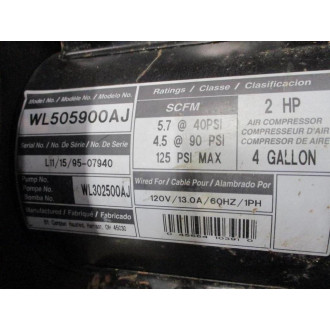 Model No. / Modèle No. / Modelo No.
WL505900AJ
Serial No. / No. De Série / No. De Serie
L11/15/95-07940
Pump No.
WL302500AJ
Bomba No.
Manufactured / Fabriqué / Fabricado
Ratings / Classe / Clasificacion
SCFM
5.7 @ 40PSI
4.5 @ 90 PSI
125 PSI MAX
2 HP
AIR COMPRESSOR
COMPRESSEUR D'AIR
COMPRESOR DE AIRE
4 GALLON
Wired For / Cablé Pour / Alambrado Por
120V/13.0A/60HZ/1PH